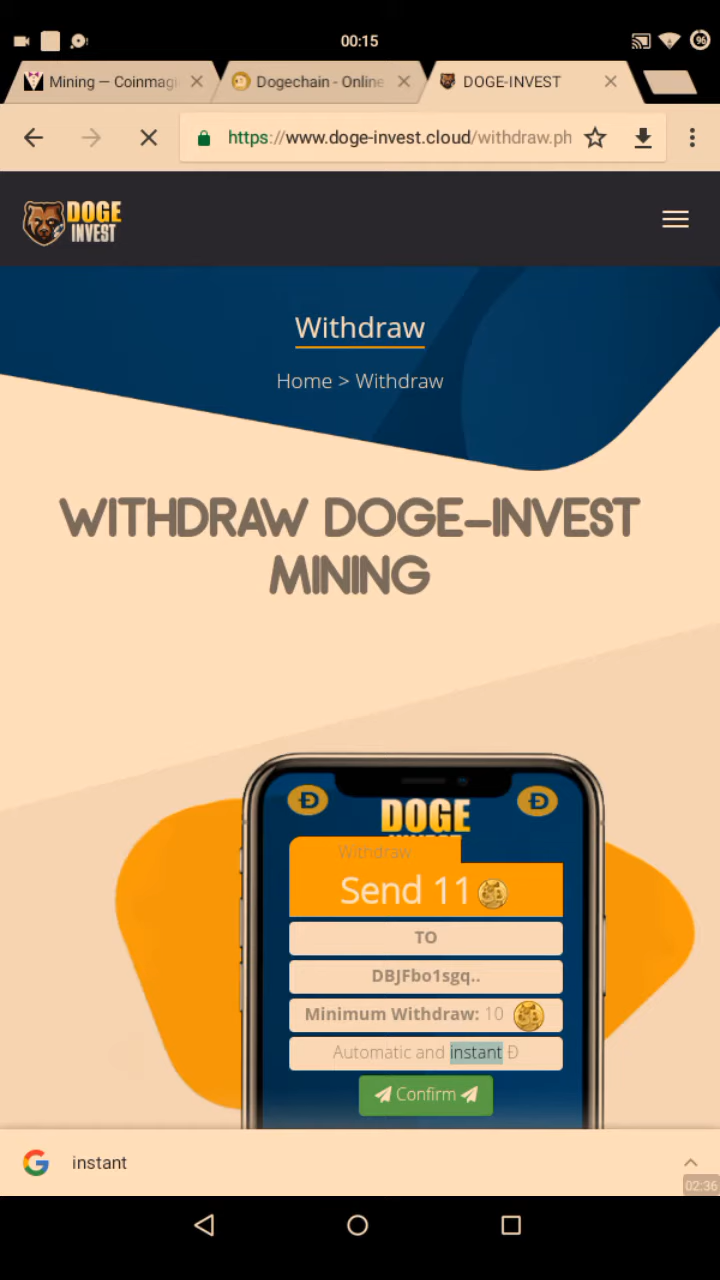 00:15
96
Mining — Coinmagi
Dogechain - Online
DOGE-INVEST
https://www.doge-invest.cloud/withdraw.ph
DOGE
INVEST
Withdraw
Home > Withdraw
WITHDRAW DOGE-INVEST
MINING
Đ
Đ
DOGE
Withdraw
Send 11
TO
DBJFbo1sgq..
Minimum Withdraw: 10
Automatic and instant Đ
Confirm
instant
02:36